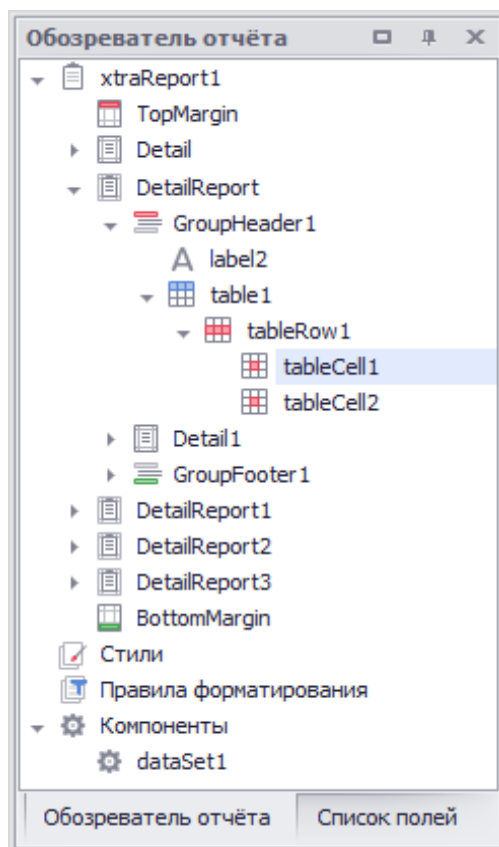 Обозреватель отчёта
xtraReport1
TopMargin
Detail
DetailReport
GroupHeader1
label2
table1
tableRow1
tableCell1
tableCell2
Detail1
GroupFooter1
DetailReport1
DetailReport2
DetailReport3
BottomMargin
Стили
Правила форматирования
Компоненты
dataSet1
Обозреватель отчёта Список полей